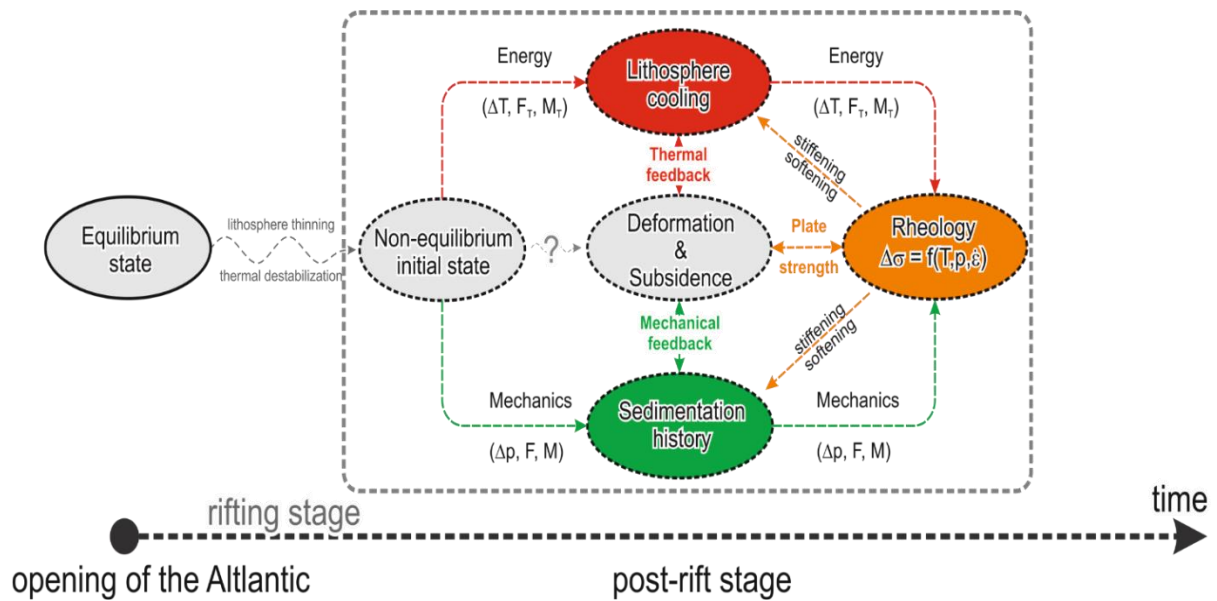 Energy
(ΔT, F_T, M_T)
Lithosphere
cooling
Energy
(ΔT, F_T, M_T)
Thermal
feedback
stiffening
softening
Equilibrium
state
lithosphere thinning
thermal destabilization
Non-equilibrium
initial state
?
Deformation
&
Subsidence
Plate
strength
Rheology
Δσ = f(T,p,ε̇)
Mechanical
feedback
stiffening
softening
Mechanics
(Δp, F, M)
Sedimentation
history
Mechanics
(Δp, F, M)
rifting stage
time
opening of the Altlantic
post-rift stage